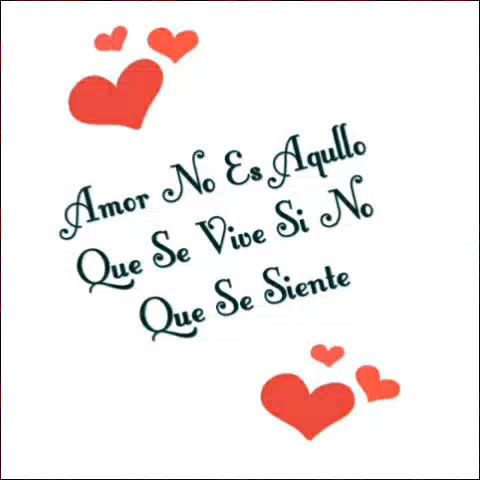 Amor No Es Aqullo
Que Se Vive Si No
Que Se Siente